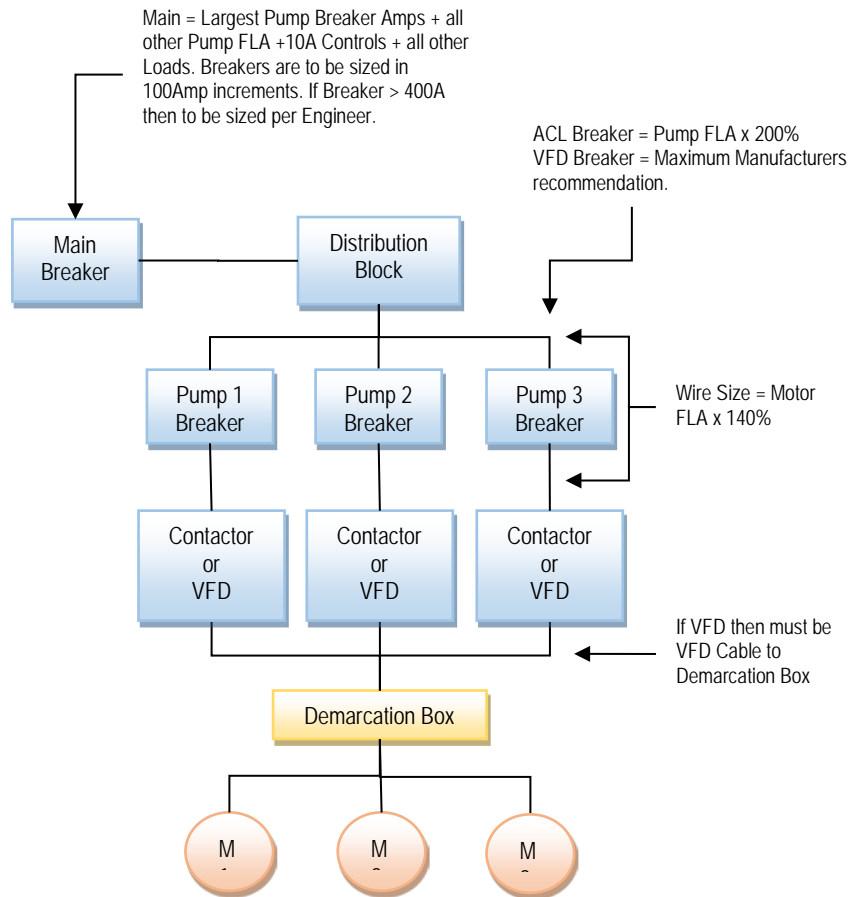 Main = Largest Pump Breaker Amps + all
other Pump FLA +10A Controls + all other
Loads. Breakers are to be sized in
100Amp increments. If Breaker > 400A
then to be sized per Engineer.
ACL Breaker = Pump FLA x 200%
VFD Breaker = Maximum Manufacturers
recommendation.
Main
Breaker
Distribution
Block
Pump 1
Breaker
Pump 2
Breaker
Pump 3
Breaker
Wire Size = Motor
FLA x 140%
Contactor
or
VFD
Contactor
or
VFD
Contactor
or
VFD
If VFD then must be
VFD Cable to
Demarcation Box
Demarcation Box
M
M
M